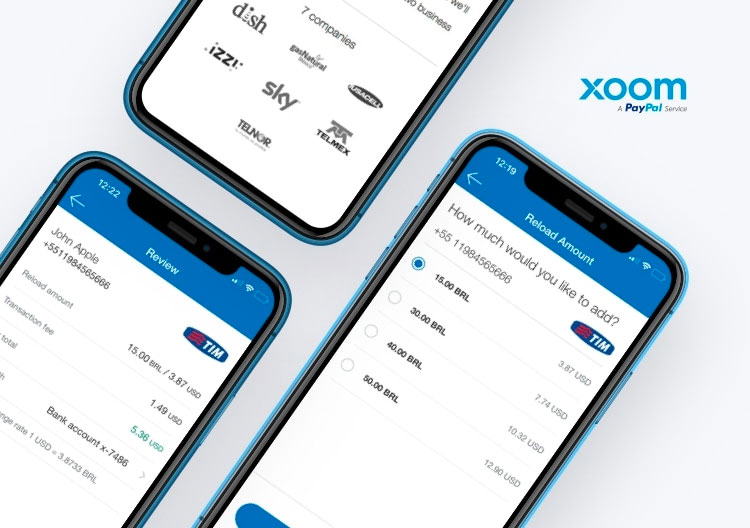 we'll
two business
7 companies
dish
gasNatural
fenosa
izzi
sky
IUSACELL
TELNOR
TELMEX
xoom
A PayPal Service
12:22
Review
John Apple
+5511984565666
Reload amount
TIM
15.00 BRL / 3.87 USD
Transaction fee
1.49 USD
total
5.36 USD
Bank account x-7486
nge rate 1 USD = 3.8733 BRL
12:19
Reload Amount
How much would you like to add?
+55 11984565666
TIM
15.00 BRL
3.87 USD
30.00 BRL
7.74 USD
40.00 BRL
10.32 USD
50.00 BRL
12.90 USD